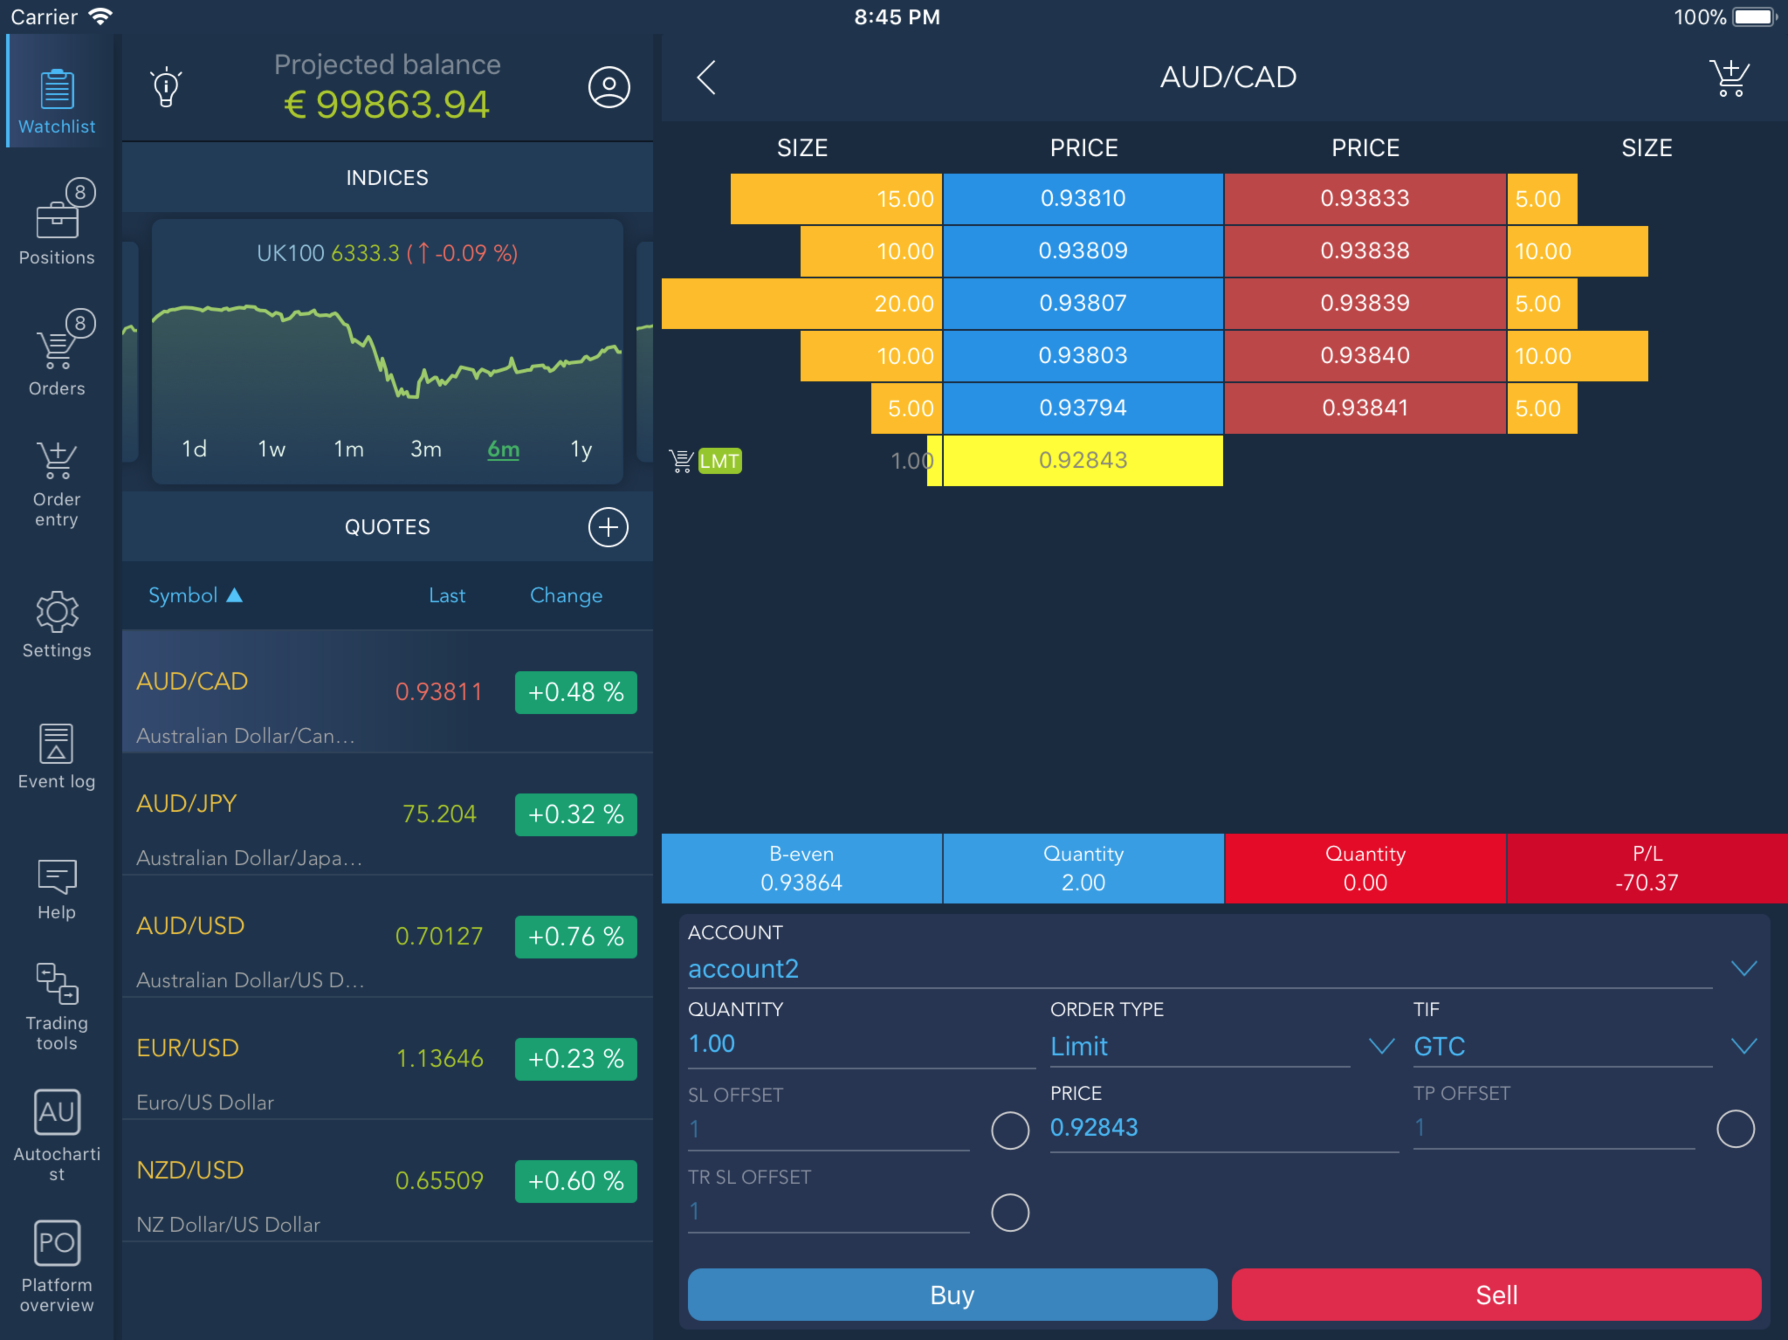 Carrier
8:45 PM
100%
Watchlist
8
Positions
8
Orders
Order
entry
Settings
Event log
Help
Trading
tools
AU
Autocharti
st
PO
Platform
overview
Projected balance
€ 99863.94
INDICES
UK100 6333.3 (↑ -0.09 %)
1d 1w 1m 3m 6m 1y
QUOTES
Symbol ▲ Last Change
AUD/CAD 0.93811 +0.48 %
Australian Dollar/Can...
AUD/JPY 75.204 +0.32 %
Australian Dollar/Japa...
AUD/USD 0.70127 +0.76 %
Australian Dollar/US D...
EUR/USD 1.13646 +0.23 %
Euro/US Dollar
NZD/USD 0.65509 +0.60 %
NZ Dollar/US Dollar
AUD/CAD
SIZE PRICE PRICE SIZE
15.00 0.93810 0.93833 5.00
10.00 0.93809 0.93838 10.00
20.00 0.93807 0.93839 5.00
10.00 0.93803 0.93840 10.00
5.00 0.93794 0.93841 5.00
LMT 1.00 0.92843
B-even Quantity Quantity P/L
0.93864 2.00 0.00 -70.37
ACCOUNT
account2
QUANTITY ORDER TYPE TIF
1.00 Limit GTC
SL OFFSET PRICE TP OFFSET
1 0.92843 1
TR SL OFFSET
1
Buy Sell